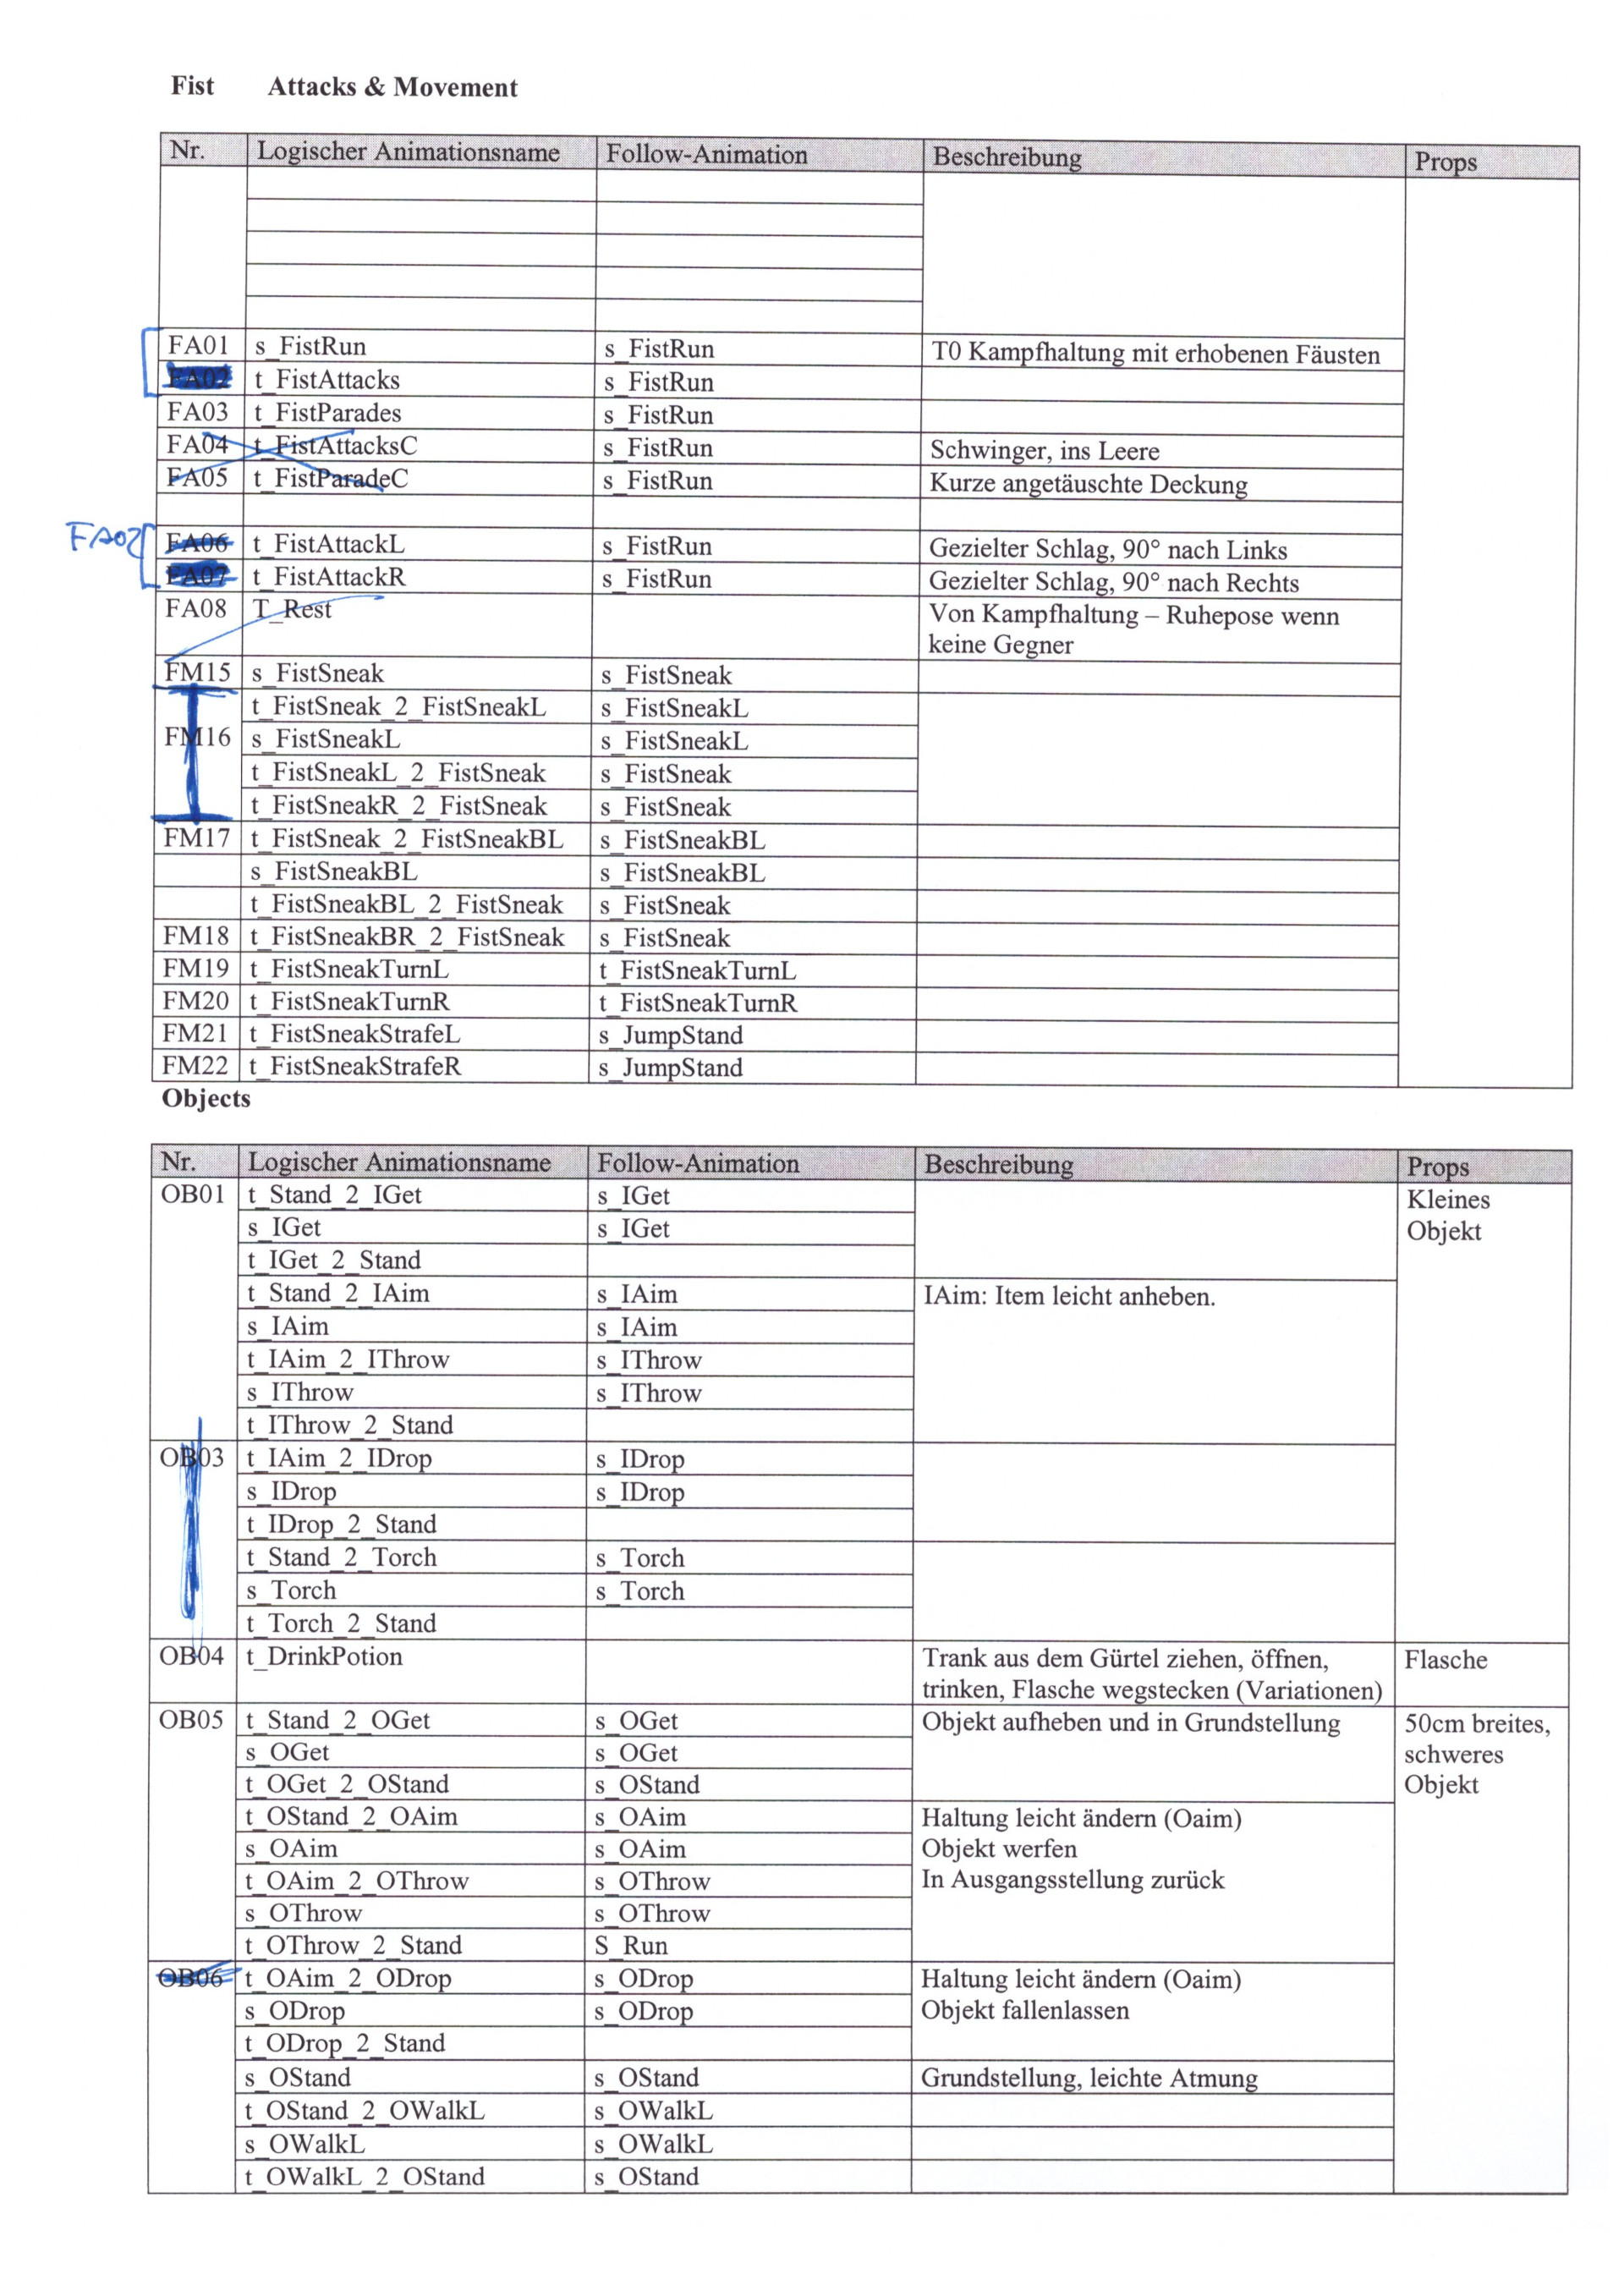 Fist Attacks & Movement
Nr. Logischer Animationsname Follow-Animation Beschreibung Props
FA01 s_FistRun s_FistRun T0 Kampfhaltung mit erhobenen Fäusten
FA02 t_FistAttacks s_FistRun
FA03 t_FistParades s_FistRun
FA04 t_FistAttacksC s_FistRun Schwinger, ins Leere
FA05 t_FistParadeC s_FistRun Kurze angetäuschte Deckung
FA02
FA06 t_FistAttackL s_FistRun Gezielter Schlag, 90° nach Links
FA07 t_FistAttackR s_FistRun Gezielter Schlag, 90° nach Rechts
FA08 T_Rest Von Kampfhaltung – Ruhepose wenn
keine Gegner
FM15 s_FistSneak s_FistSneak
t_FistSneak_2_FistSneakL s_FistSneakL
FM16 s_FistSneakL s_FistSneakL
t_FistSneakL_2_FistSneak s_FistSneak
t_FistSneakR_2_FistSneak s_FistSneak
FM17 t_FistSneak_2_FistSneakBL s_FistSneakBL
s_FistSneakBL s_FistSneakBL
t_FistSneakBL_2_FistSneak s_FistSneak
FM18 t_FistSneakBR_2_FistSneak s_FistSneak
FM19 t_FistSneakTurnL t_FistSneakTurnL
FM20 t_FistSneakTurnR t_FistSneakTurnR
FM21 t_FistSneakStrafeL s_JumpStand
FM22 t_FistSneakStrafeR s_JumpStand
Objects
Nr. Logischer Animationsname Follow-Animation Beschreibung Props
OB01 t_Stand_2_IGet s_IGet Kleines
s_IGet s_IGet Objekt
t_IGet_2_Stand
t_Stand_2_IAim s_IAim IAim: Item leicht anheben.
s_IAim s_IAim
t_IAim_2_IThrow s_IThrow
s_IThrow s_IThrow
t_IThrow_2_Stand
OB03 t_IAim_2_IDrop s_IDrop
s_IDrop s_IDrop
t_IDrop_2_Stand
t_Stand_2_Torch s_Torch
s_Torch s_Torch
t_Torch_2_Stand
OB04 t_DrinkPotion Trank aus dem Gürtel ziehen, öffnen, Flasche
trinken, Flasche wegstecken (Variationen)
OB05 t_Stand_2_OGet s_OGet Objekt aufheben und in Grundstellung 50cm breites,
s_OGet s_OGet schweres
t_OGet_2_OStand s_OStand Objekt
t_OStand_2_OAim s_OAim Haltung leicht ändern (Oaim)
s_OAim s_OAim Objekt werfen
t_OAim_2_OThrow s_OThrow In Ausgangsstellung zurück
s_OThrow s_OThrow
t_OThrow_2_Stand S_Run
OB06 t_OAim_2_ODrop s_ODrop Haltung leicht ändern (Oaim)
s_ODrop s_ODrop Objekt fallenlassen
t_ODrop_2_Stand
s_OStand s_OStand Grundstellung, leichte Atmung
t_OStand_2_OWalkL s_OWalkL
s_OWalkL s_OWalkL
t_OWalkL_2_OStand s_OStand